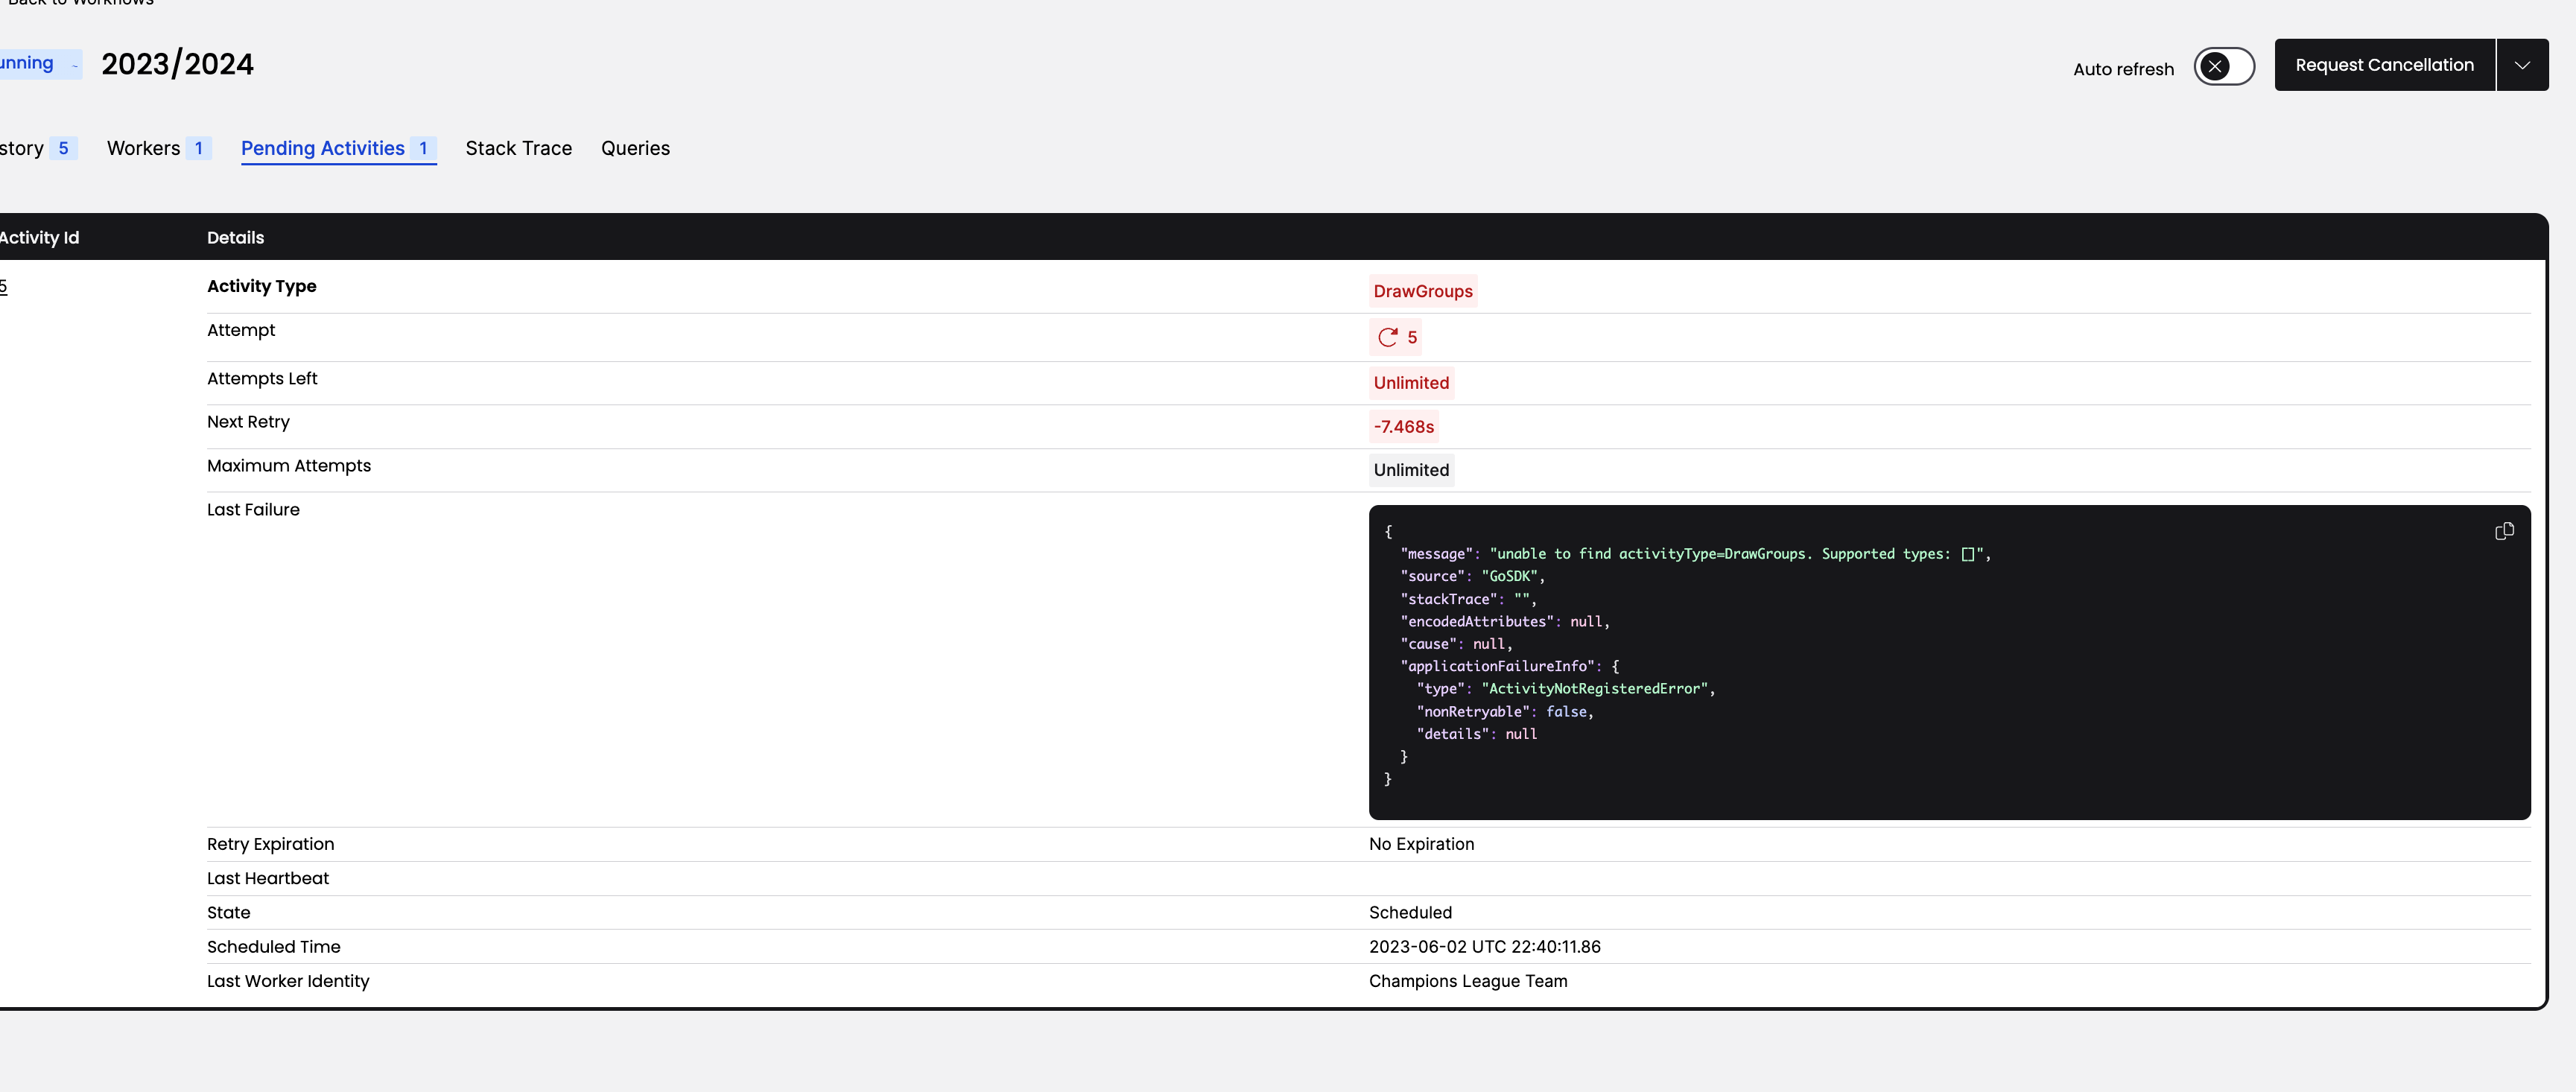 Back to Workflows
unning 2023/2024 Auto refresh Request Cancellation
story 5 Workers 1 Pending Activities 1 Stack Trace Queries
Activity Id Details
5 Activity Type DrawGroups
Attempt 5
Attempts Left Unlimited
Next Retry -7.468s
Maximum Attempts Unlimited
Last Failure
{
"message": "unable to find activityType=DrawGroups. Supported types: []",
"source": "GoSDK",
"stackTrace": "",
"encodedAttributes": null,
"cause": null,
"applicationFailureInfo": {
"type": "ActivityNotRegisteredError",
"nonRetryable": false,
"details": null
}
}
Retry Expiration No Expiration
Last Heartbeat
State Scheduled
Scheduled Time 2023-06-02 UTC 22:40:11.86
Last Worker Identity Champions League Team